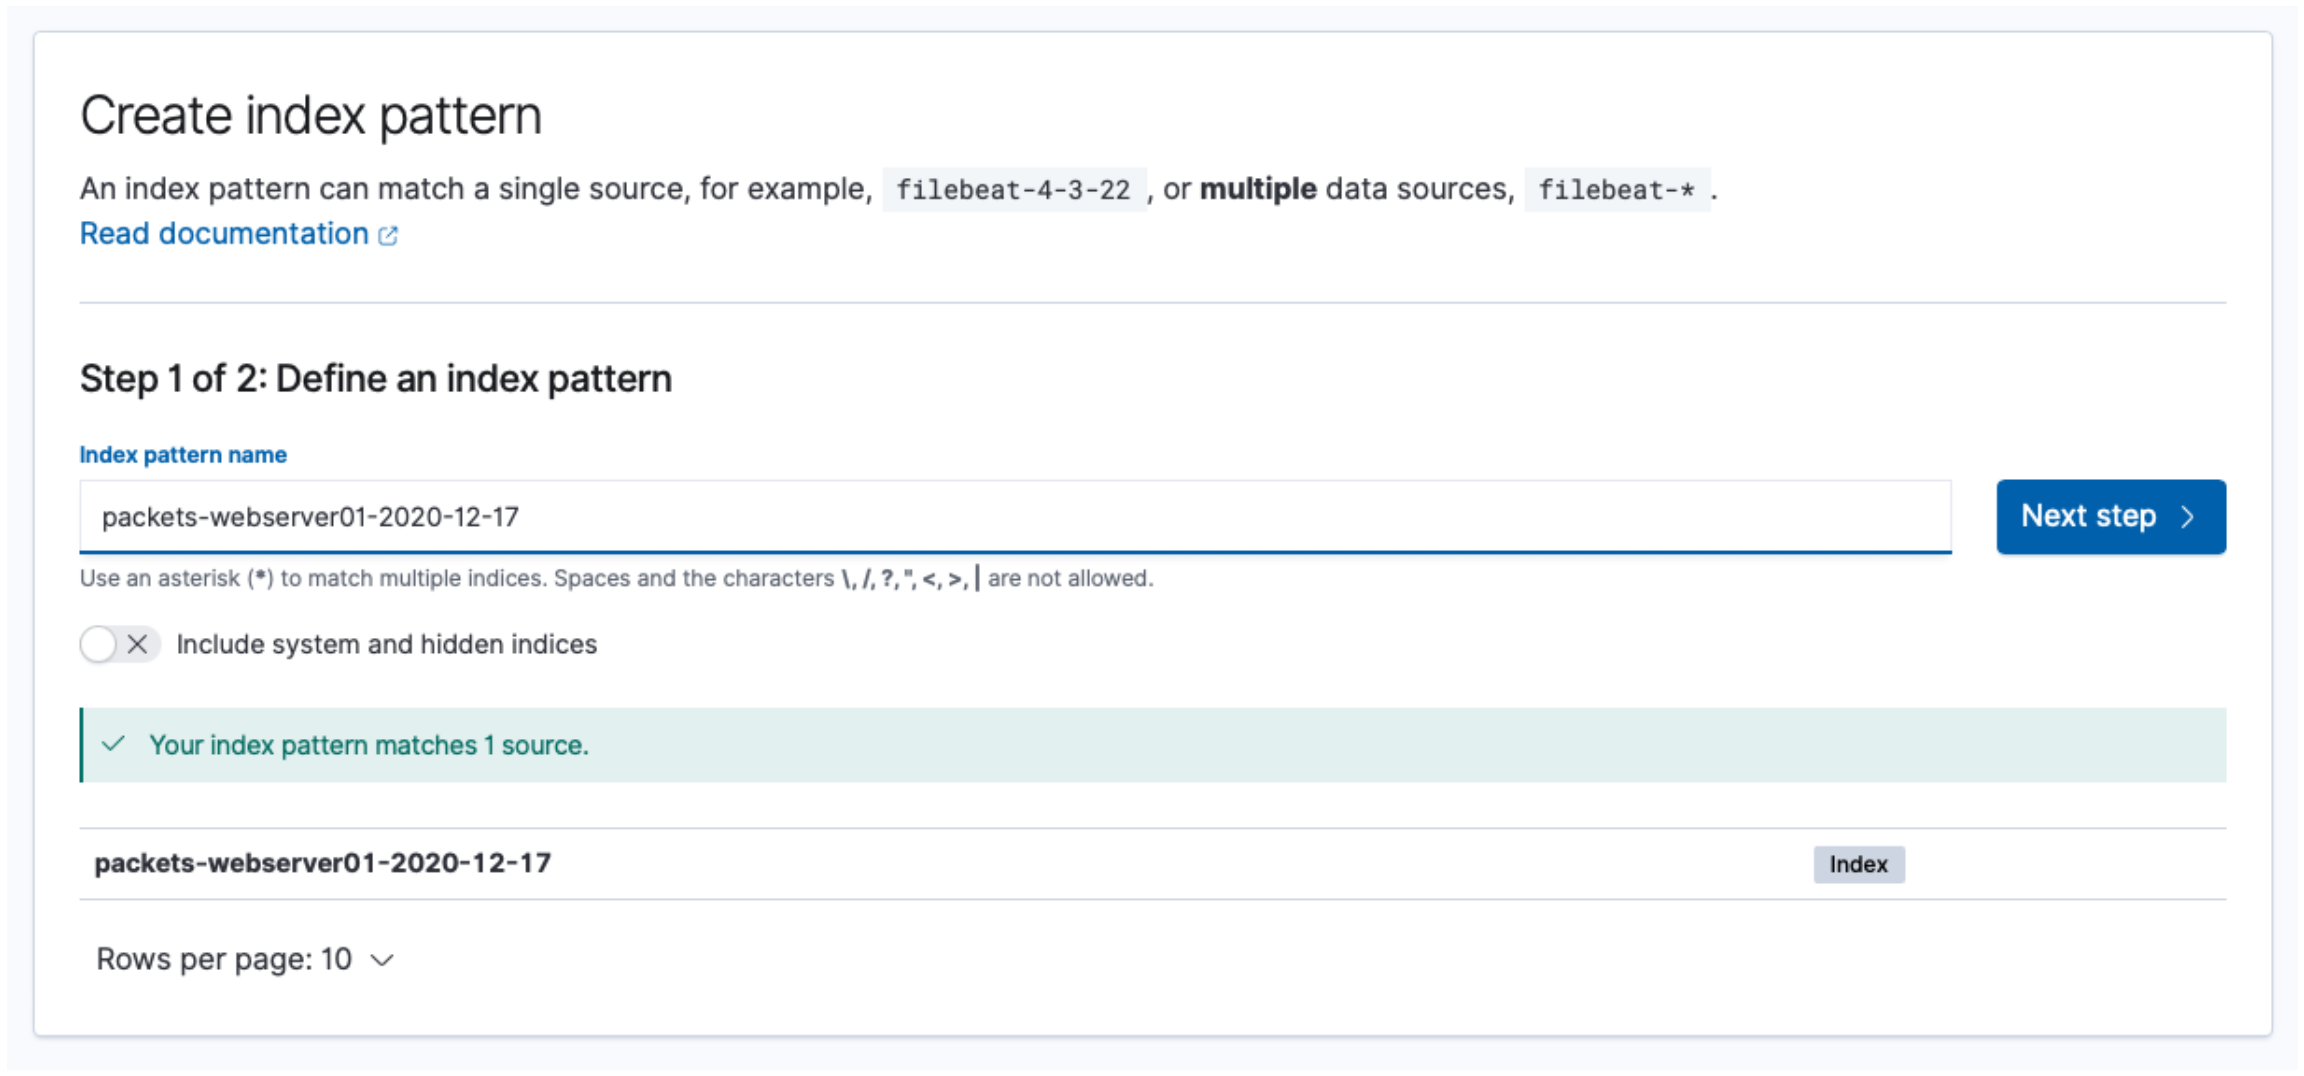 Create index pattern
An index pattern can match a single source, for example, filebeat-4-3-22 , or multiple data sources, filebeat-* .
Read documentation
Step 1 of 2: Define an index pattern
Index pattern name
packets-webserver01-2020-12-17
Next step
Use an asterisk (*) to match multiple indices. Spaces and the characters \, /, ?, ", <, >, | are not allowed.
Include system and hidden indices
Your index pattern matches 1 source.
packets-webserver01-2020-12-17 Index
Rows per page: 10